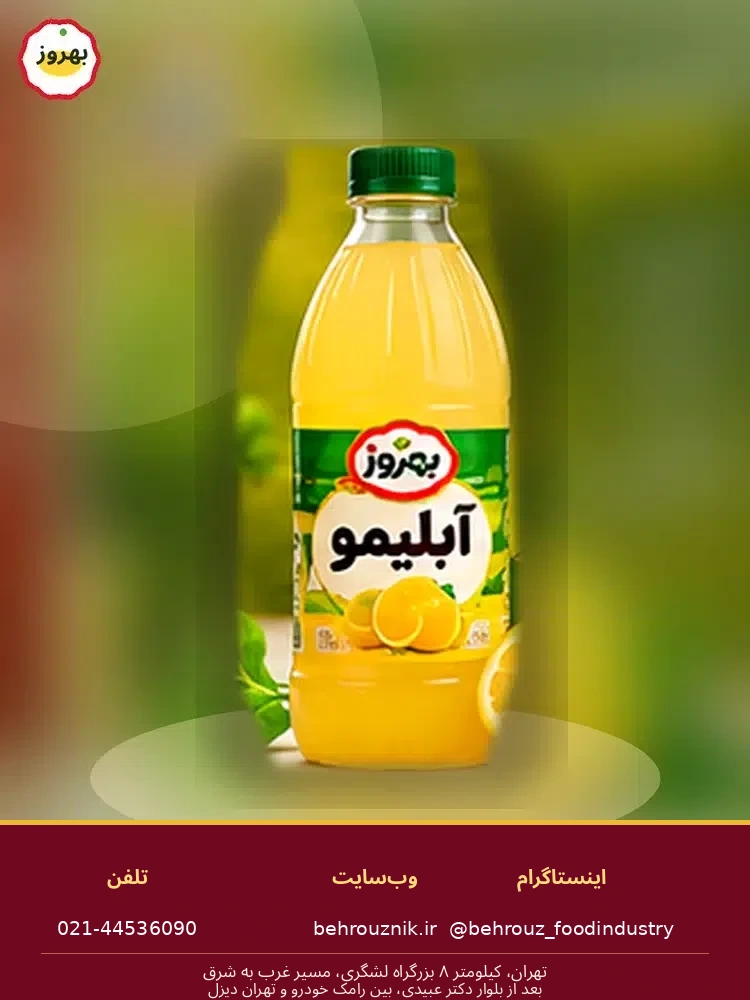 بهروز
بهروز
آبلیمو
اینستاگرام
وب‌سایت
تلفن
@behrouz_foodindustry
behrouznik.ir
021-44536090
تهران، کیلومتر ۸ بزرگراه لشگری، مسیر غرب به شرق
بعد از بلوار دکتر عبیدی، بین رامک خودرو و تهران دیزل